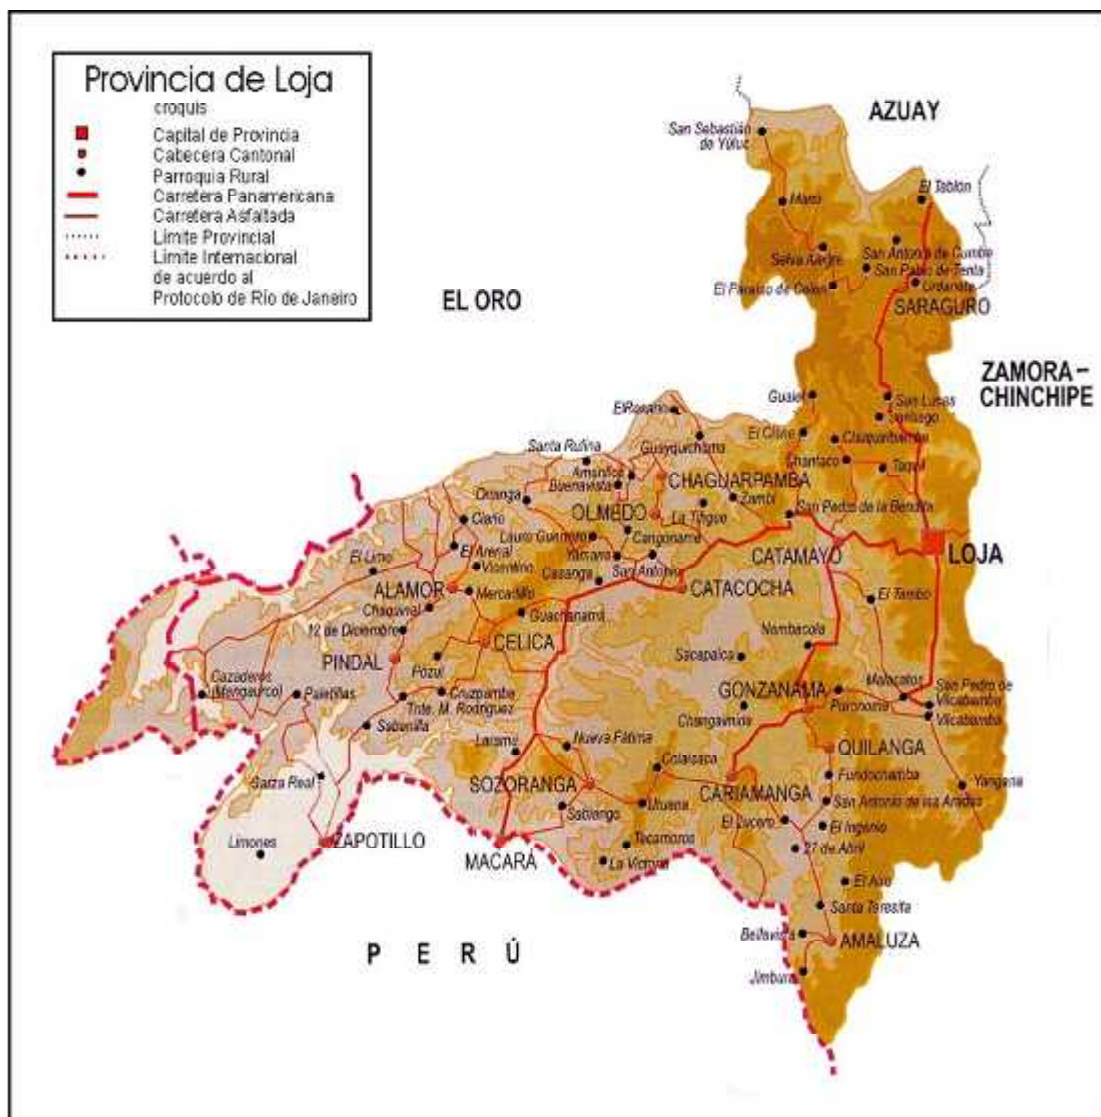 Provincia de Loja
croquis
Capital de Provincia
Cabecera Cantonal
Parroquia Rural
Carretera Panamericana
Carretera Asfaltada
Límite Provincial
Límite Internacional
de acuerdo al
Protocolo de Río de Janeiro
AZUAY
San Sebastián
de Yúluc
El Tablón
Manú
San Antonio de Cumbe
Selva Alegre
San Pablo de Tenta
El Paraíso de Celen
Urdaneta
SARAGURO
EL ORO
ZAMORA–
CHINCHIPE
Gualel
San Lucas
Santiago
El Rosario
El Cisne
Chuquiribamba
Gusyquichuma
Santa Rufina
Chantaco
Taquil
Amarillos
Buenavista
CHAGUARPAMBA
Orianga
Zambi
San Pedro de la Bendita
OLMEDO
La Tingue
Ciano
Lauro Guerrero
Cangonamá
El Arenal
Yamana
CATAMAYO
LOJA
El Limo
Vicentino
Casanga
San Antonio
ALAMOR
Mercadillo
CATACOCHA
El Tambo
Chaquinal
Guachanamá
12 de Diciembre
CELICA
Nambacola
PINDAL
Pózul
Sacapalca
Cazaderos
(Mangaurco)
Paletillas
Cruzpamba
GONZANAMA
Malacatos
San Pedro de
Vilcabamba
Tnte. M. Rodríguez
Changaimina
Purunuma
Vilcabamba
Sabanilla
Larama
Nueva Fátima
QUILANGA
Colaisaca
Garza Real
SOZORANGA
CARIAMANGA
Fundochamba
Yangana
Sabiango
Utuana
San Antonio de las Aradas
El Lucero
El Ingenio
Limones
ZAPOTILLO
MACARÁ
Tacamoros
27 de Abril
La Victoria
El Airo
Santa Teresita
Bellavista
AMALUZA
PERÚ
Jimbura